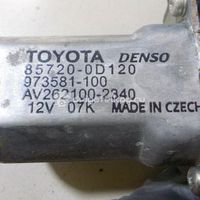 TOYOTA DENSO
85720-0D120
973581-100
AV262100-2340
12V 07K MADE IN CZECH